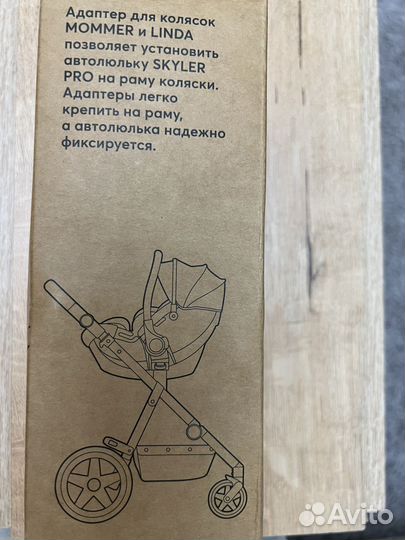 Адаптер для колясок
MOMMER и LINDA
позволяет установить
автолюльку SKYLER
PRO на раму коляски.
Адаптеры легко
крепить на раму,
а автолюлька надежно
фиксируется.
Avito